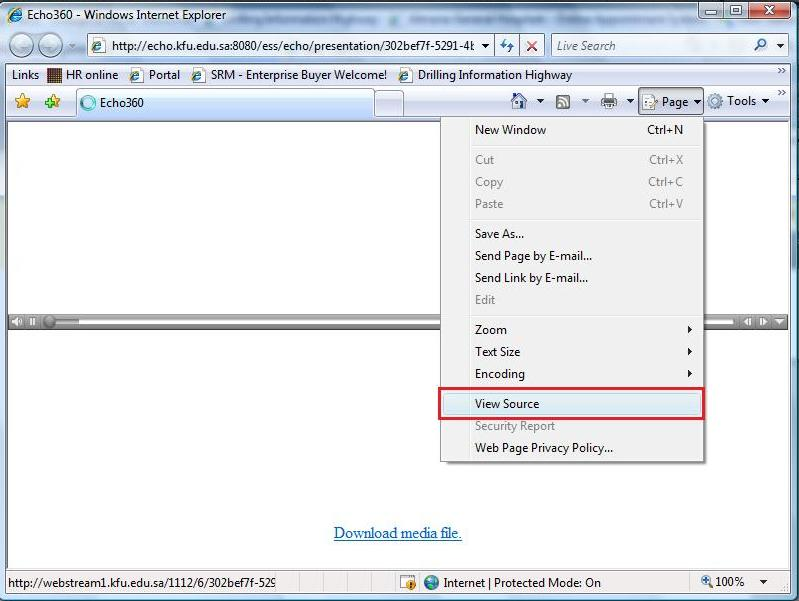 Echo360 - Windows Internet Explorer
http://echo.kfu.edu.sa:8080/ess/echo/presentation/302bef7f-5291-4b
Live Search
Links HR online Portal SRM - Enterprise Buyer Welcome! Drilling Information Highway
Echo360 Page Tools
New Window Ctrl+N
Cut Ctrl+X
Copy Ctrl+C
Paste Ctrl+V
Save As...
Send Page by E-mail...
Send Link by E-mail...
Edit
Zoom
Text Size
Encoding
View Source
Security Report
Web Page Privacy Policy...
Download media file.
http://webstream1.kfu.edu.sa/1112/6/302bef7f-529 Internet | Protected Mode: On 100%